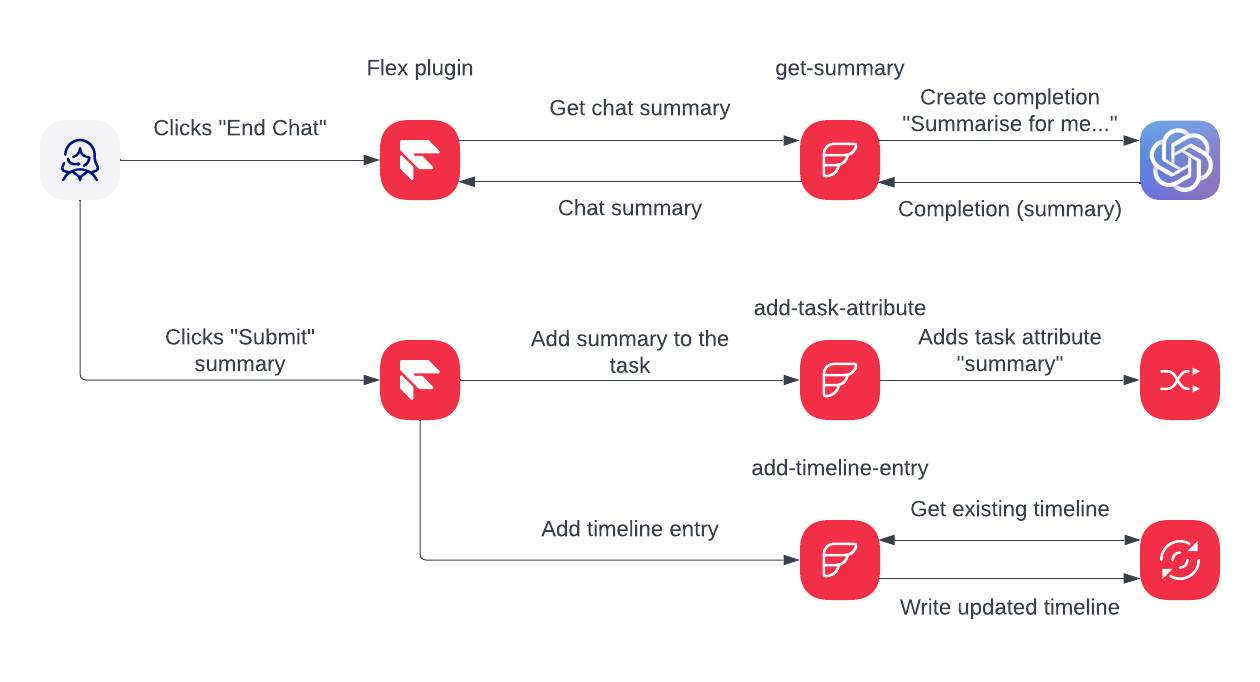 Flex plugin
get-summary
Clicks "End Chat"
Get chat summary
Create completion
"Summarise for me..."
Chat summary
Completion (summary)
Clicks "Submit"
summary
Add summary to the
task
add-task-attribute
Adds task attribute
"summary"
add-timeline-entry
Add timeline entry
Get existing timeline
Write updated timeline